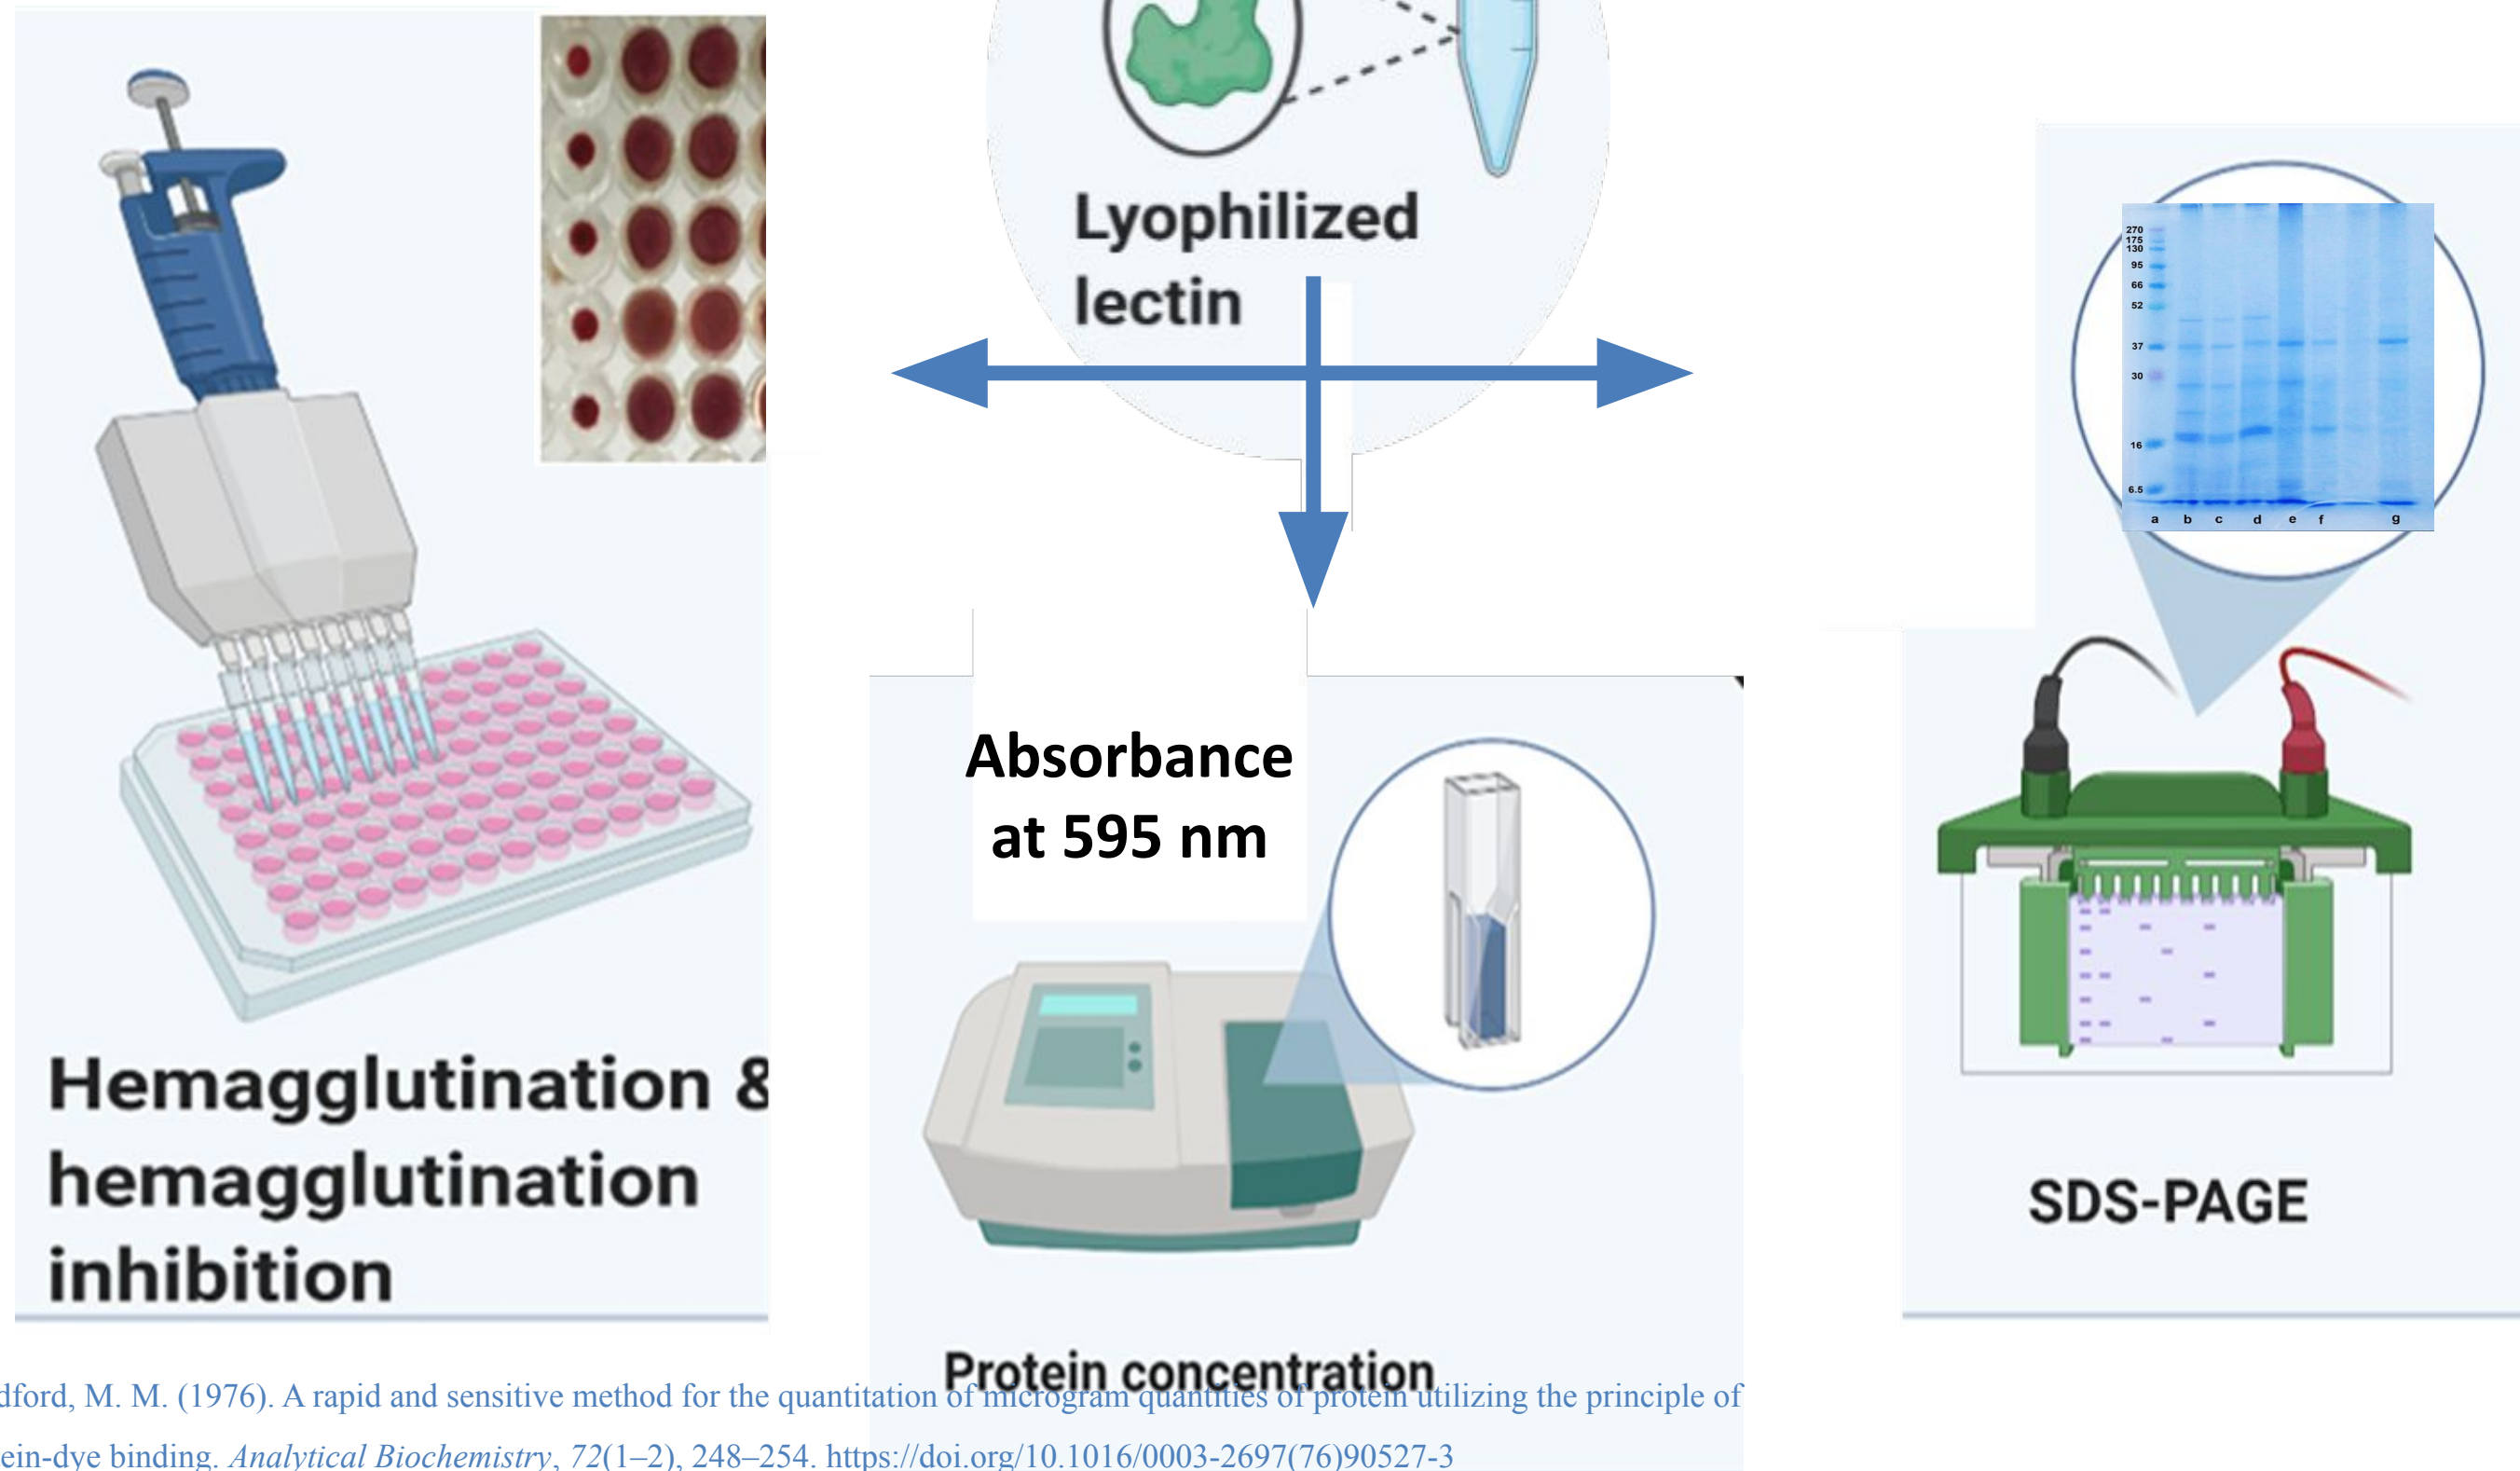 Lyophilized
lectin
270
175
130
95
66
52
37
30
16
6.5
a b c d e f g
Absorbance
at 595 nm
Hemagglutination &
hemagglutination
inhibition
SDS-PAGE
Protein concentration
dford, M. M. (1976). A rapid and sensitive method for the quantitation of microgram quantities of protein utilizing the principle of
ein-dye binding. Analytical Biochemistry, 72(1–2), 248–254. https://doi.org/10.1016/0003-2697(76)90527-3